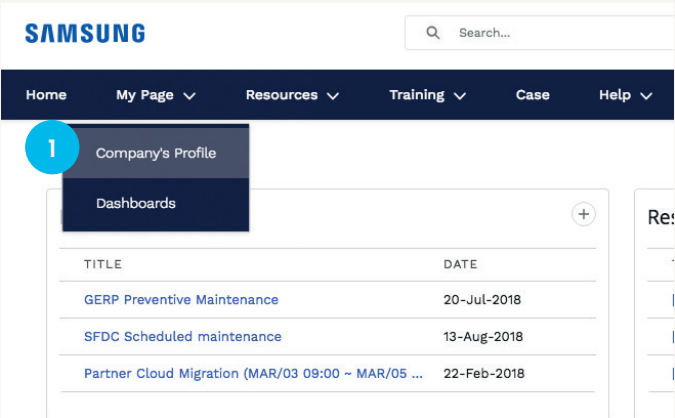 SAMSUNG
Search...
Home My Page Resources Training Case Help
1 Company's Profile
Dashboards
TITLE DATE
GERP Preventive Maintenance 20-Jul-2018
SFDC Scheduled maintenance 13-Aug-2018
Partner Cloud Migration (MAR/03 09:00 ~ MAR/05 ... 22-Feb-2018